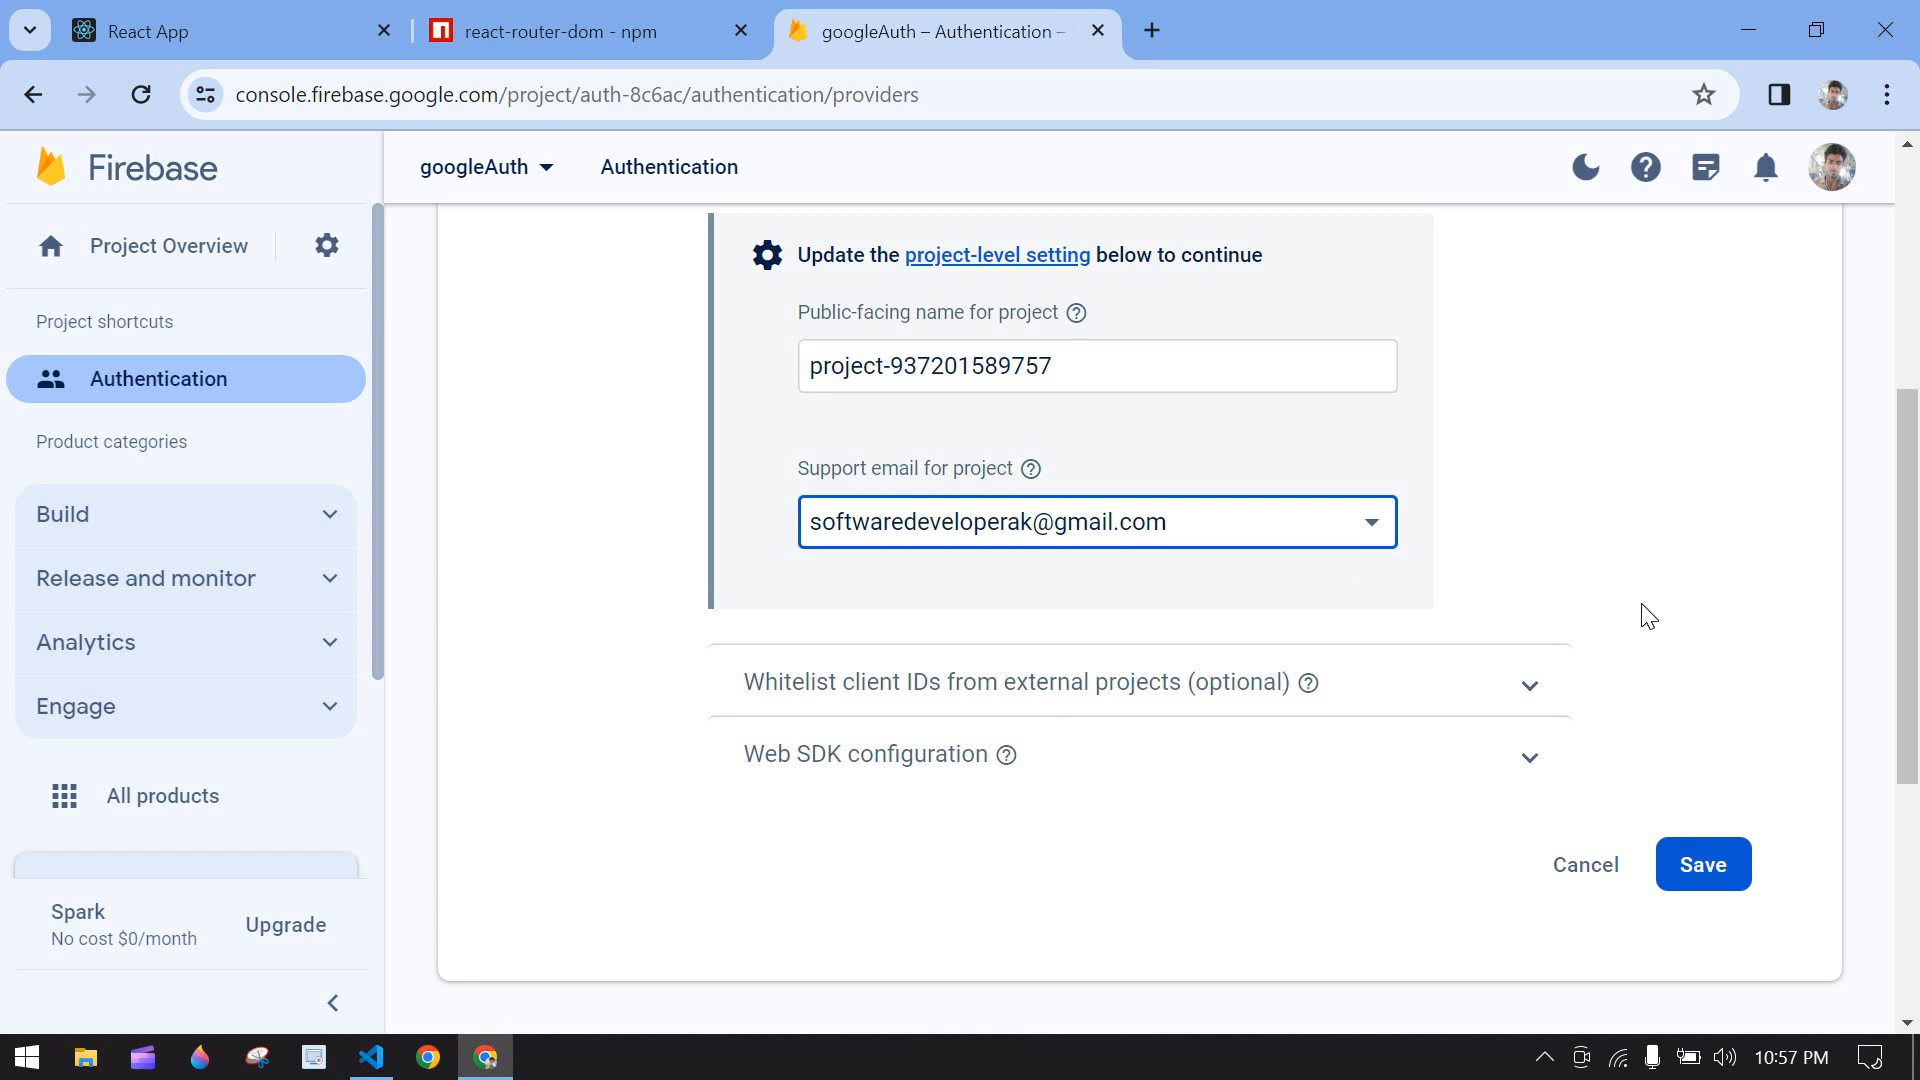 React App
react-router-dom - npm
googleAuth – Authentication –
console.firebase.google.com/project/auth-8c6ac/authentication/providers
Firebase
googleAuth
Authentication
Project Overview
Project shortcuts
Authentication
Product categories
Build
Release and monitor
Analytics
Engage
All products
Spark
No cost $0/month
Upgrade
Update the project-level setting below to continue
Public-facing name for project
project-937201589757
Support email for project
softwaredeveloperak@gmail.com
Whitelist client IDs from external projects (optional)
Web SDK configuration
Cancel
Save
10:57 PM